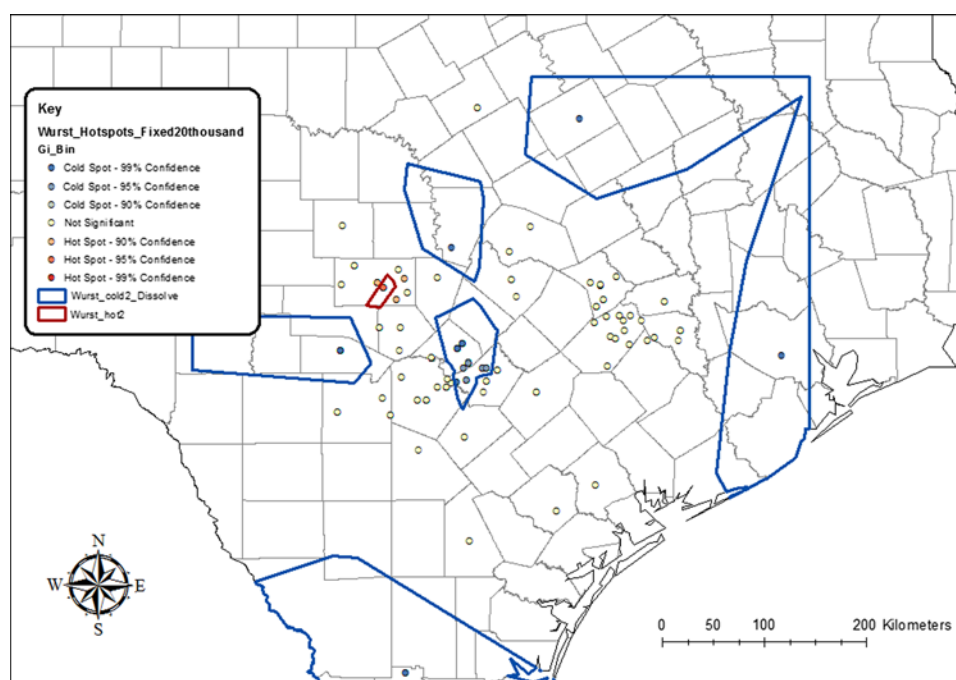 Key
Wurst_Hotspots_Fixed20thousand
Gi_Bin
Cold Spot - 99% Confidence
Cold Spot - 95% Confidence
Cold Spot - 90% Confidence
Not Significant
Hot Spot - 90% Confidence
Hot Spot - 95% Confidence
Hot Spot - 99% Confidence
Wurst_cold2_Dissolve
Wurst_hot2
N
W E
S
0 50 100 200 Kilometers